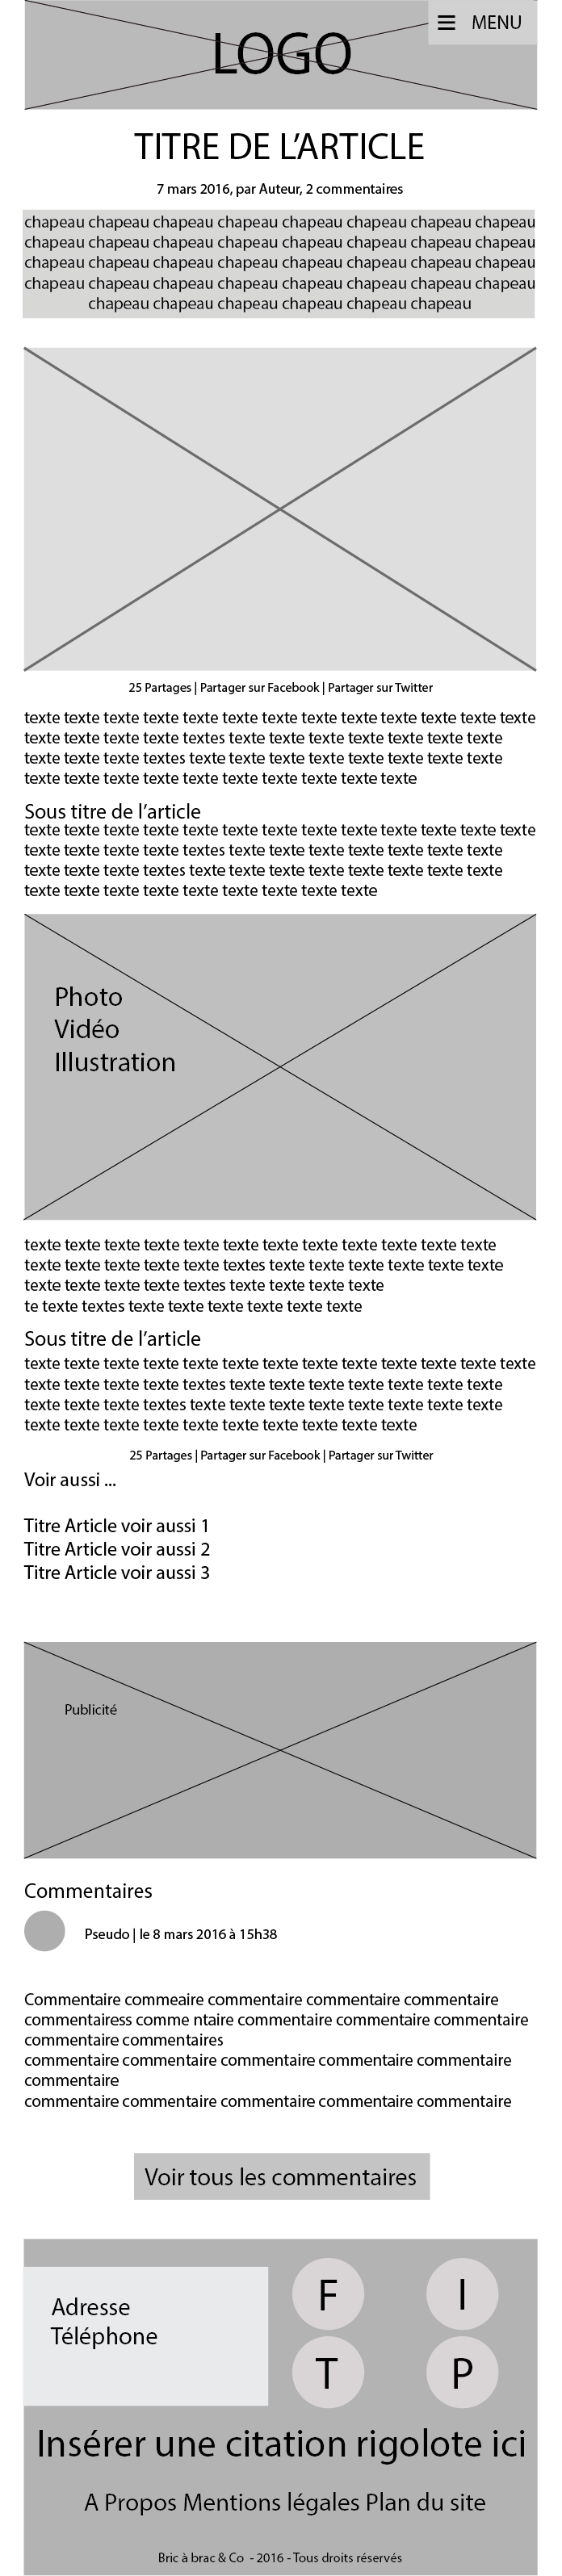 LOGO
MENU
TITRE DE L'ARTICLE
7 mars 2016, par Auteur, 2 commentaires
chapeau chapeau chapeau chapeau chapeau chapeau chapeau chapeau
chapeau chapeau chapeau chapeau chapeau chapeau chapeau chapeau
chapeau chapeau chapeau chapeau chapeau chapeau chapeau chapeau
chapeau chapeau chapeau chapeau chapeau chapeau chapeau chapeau
chapeau chapeau chapeau chapeau chapeau chapeau
25 Partages | Partager sur Facebook | Partager sur Twitter
texte texte texte texte texte texte texte texte texte texte texte texte texte
texte texte texte texte textes texte texte texte texte texte texte texte
texte texte texte textes texte texte texte texte texte texte texte texte
texte texte texte texte texte texte texte texte texte texte
Sous titre de l'article
texte texte texte texte texte texte texte texte texte texte texte texte texte
texte texte texte texte textes texte texte texte texte texte texte texte
texte texte texte textes texte texte texte texte texte texte texte texte
texte texte texte texte texte texte texte texte texte
Photo
Vidéo
Illustration
texte texte texte texte texte texte texte texte texte texte texte texte
texte texte texte texte texte textes texte texte texte texte texte texte
texte texte texte texte textes texte texte texte texte
te texte textes texte texte texte texte texte texte
Sous titre de l'article
texte texte texte texte texte texte texte texte texte texte texte texte texte
texte texte texte texte textes texte texte texte texte texte texte texte
texte texte texte textes texte texte texte texte texte texte texte texte
texte texte texte texte texte texte texte texte texte texte
25 Partages | Partager sur Facebook | Partager sur Twitter
Voir aussi ...
Titre Article voir aussi 1
Titre Article voir aussi 2
Titre Article voir aussi 3
Publicité
Commentaires
Pseudo | le 8 mars 2016 à 15h38
Commentaire commeaire commentaire commentaire commentaire
commentairess comme ntaire commentaire commentaire commentaire
commentaire commentaires
commentaire commentaire commentaire commentaire commentaire
commentaire
commentaire commentaire commentaire commentaire commentaire
Voir tous les commentaires
Adresse
Téléphone
F
I
T
P
Insérer une citation rigolote ici
A Propos Mentions légales Plan du site
Bric à brac & Co - 2016 - Tous droits réservés